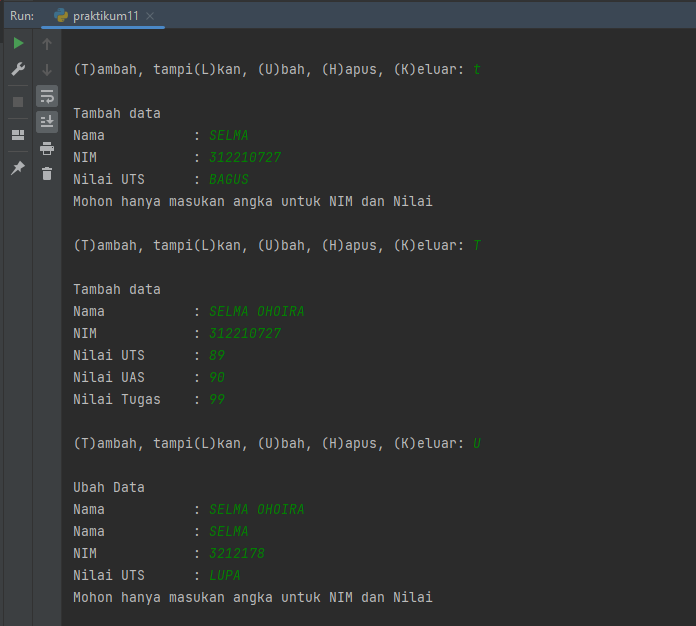 Run: praktikum11
(T)ambah, tampi(L)kan, (U)bah, (H)apus, (K)eluar: t
Tambah data
Nama : SELMA
NIM : 312210727
Nilai UTS : BAGUS
Mohon hanya masukan angka untuk NIM dan Nilai
(T)ambah, tampi(L)kan, (U)bah, (H)apus, (K)eluar: T
Tambah data
Nama : SELMA OHOIRA
NIM : 312210727
Nilai UTS : 89
Nilai UAS : 90
Nilai Tugas : 99
(T)ambah, tampi(L)kan, (U)bah, (H)apus, (K)eluar: U
Ubah Data
Nama : SELMA OHOIRA
Nama : SELMA
NIM : 3212178
Nilai UTS : LUPA
Mohon hanya masukan angka untuk NIM dan Nilai